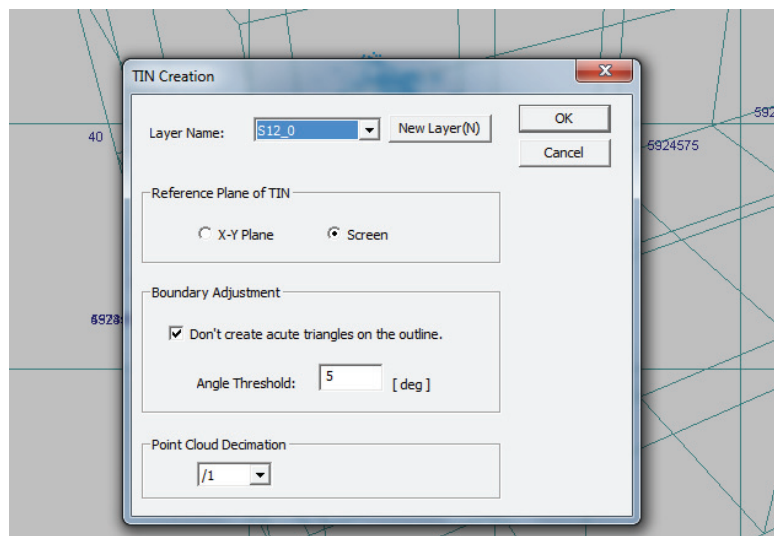 TIN Creation
Layer Name: S12_0 New Layer(N) OK
Cancel
Reference Plane of TIN
X-Y Plane Screen
Boundary Adjustment
Don't create acute triangles on the outline.
Angle Threshold: 5 [ deg ]
Point Cloud Decimation
/1
40
5924575
592